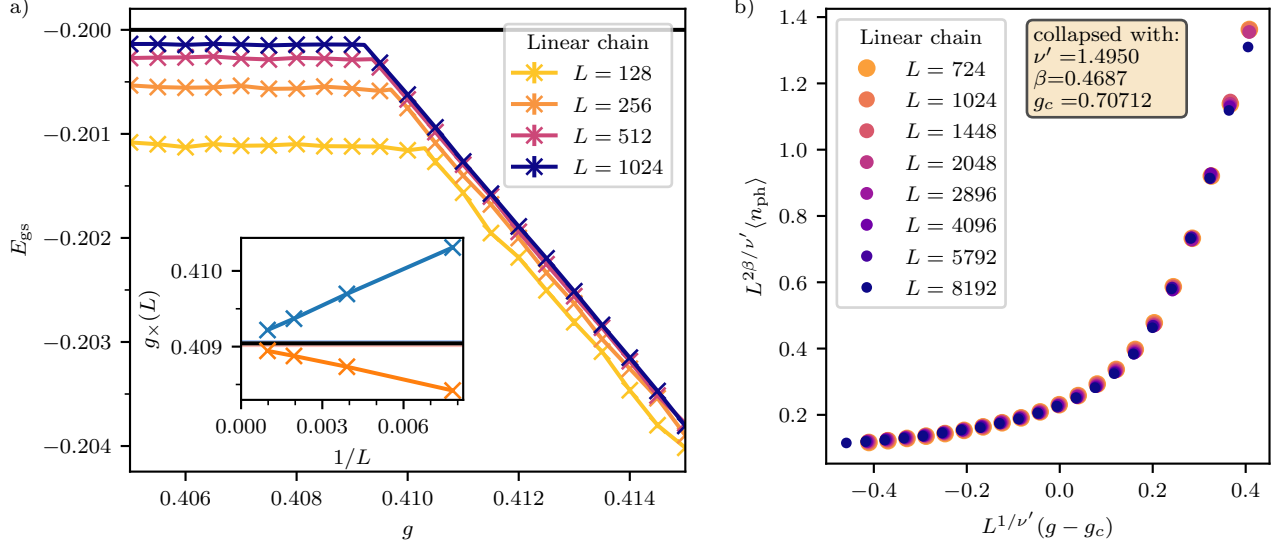 a)
−0.200
−0.201
−0.202
−0.203
−0.204
E_gs
Linear chain
L = 128
L = 256
L = 512
L = 1024
0.410
0.409
g×(L)
0.000 0.003 0.006
1/L
0.406 0.408 0.410 0.412 0.414
g
b)
1.4
1.2
1.0
0.8
0.6
0.4
0.2
L^{2β/ν′}⟨n_ph⟩
Linear chain
L = 724
L = 1024
L = 1448
L = 2048
L = 2896
L = 4096
L = 5792
L = 8192
collapsed with:
ν′ =1.4950
β=0.4687
g_c =0.70712
−0.4 −0.2 0.0 0.2 0.4
L^{1/ν′}(g − g_c)